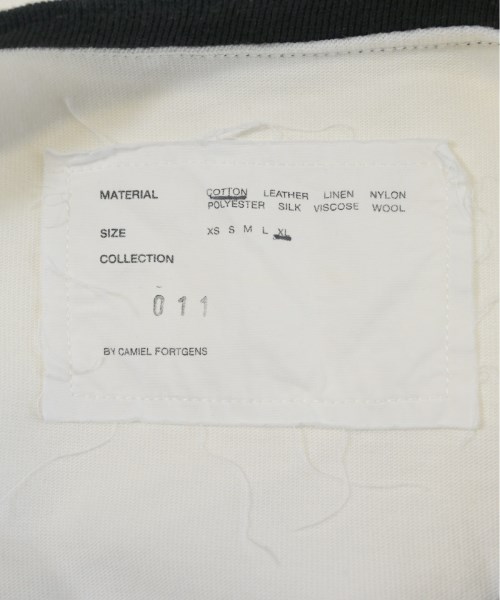 MATERIAL COTTON LEATHER LINEN NYLON
POLYESTER SILK VISCOSE WOOL
SIZE XS S M L XL
COLLECTION
011
BY CAMIEL FORTGENS